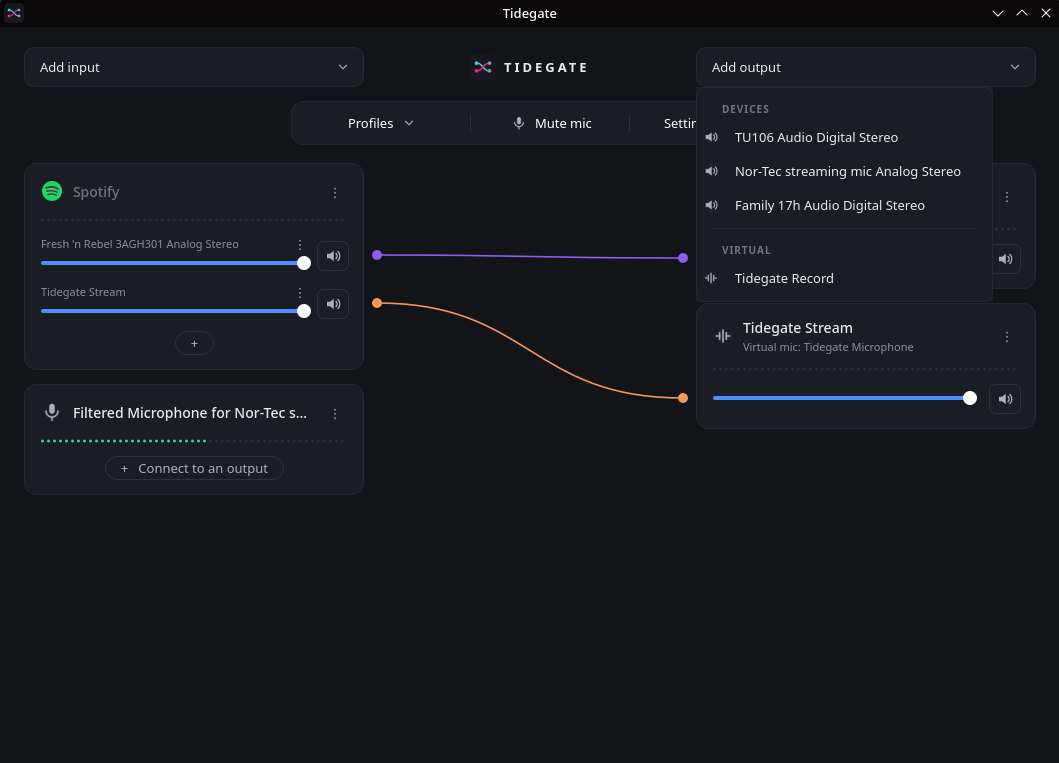 Tidegate
Add input
TIDEGATE
Add output
Profiles
Mute mic
DEVICES
TU106 Audio Digital Stereo
Nor-Tec streaming mic Analog Stereo
Family 17h Audio Digital Stereo
VIRTUAL
Tidegate Record
Spotify
Fresh 'n Rebel 3AGH301 Analog Stereo
Tidegate Stream
+
Filtered Microphone for Nor-Tec s...
+ Connect to an output
Tidegate Stream
Virtual mic: Tidegate Microphone